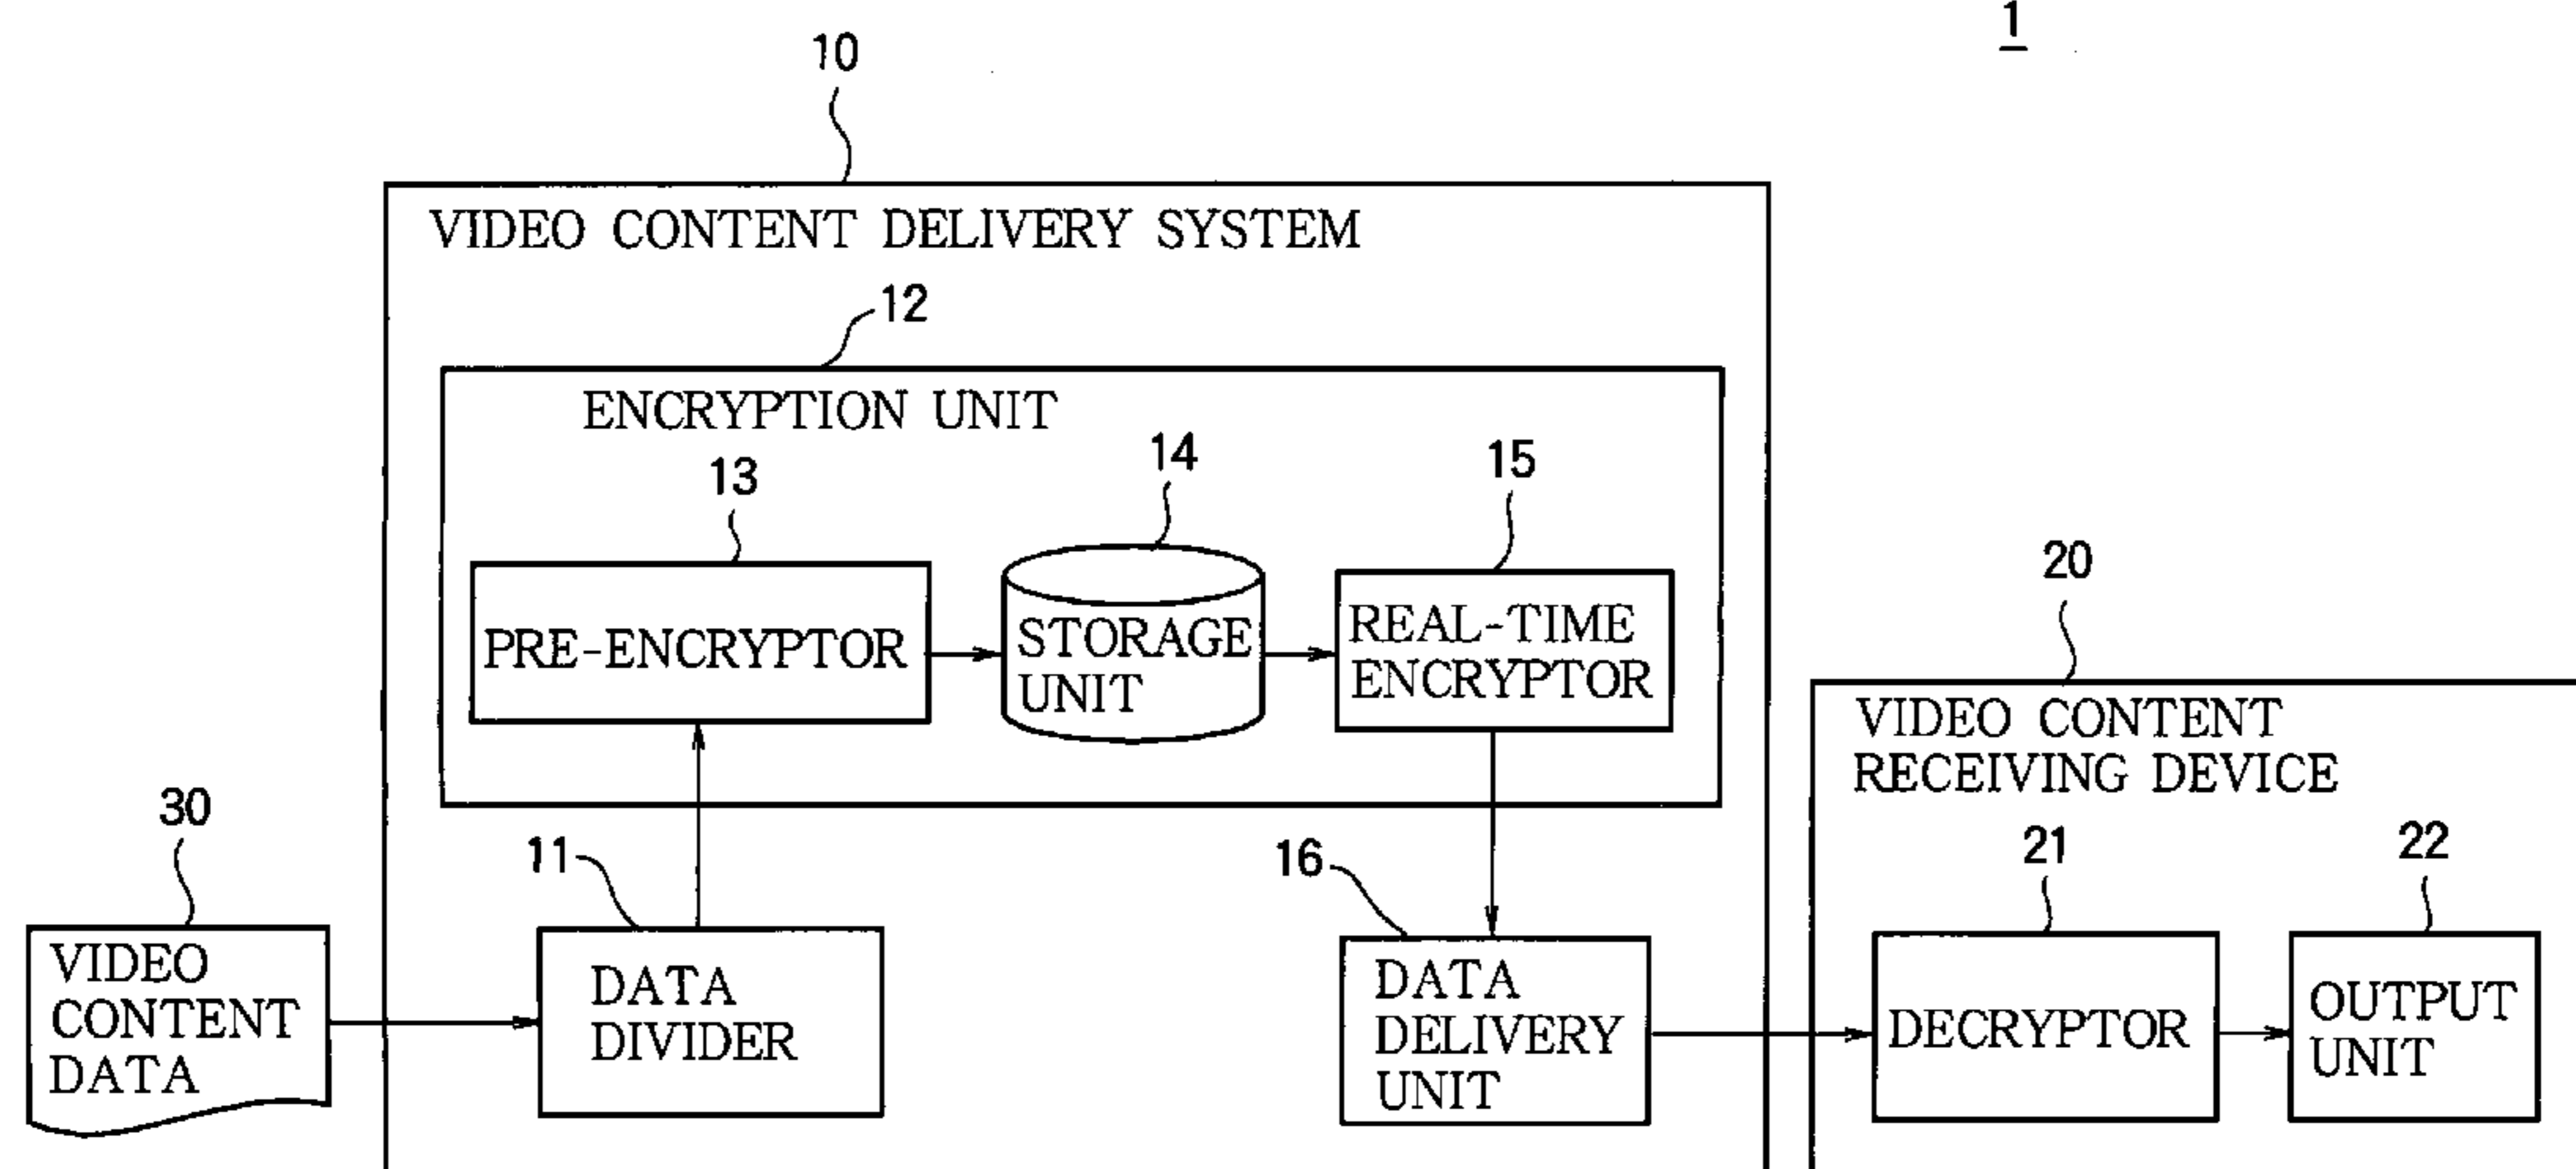 1
10
VIDEO CONTENT DELIVERY SYSTEM
12
ENCRYPTION UNIT
13
14
15
PRE-ENCRYPTOR
STORAGE
UNIT
REAL-TIME
ENCRYPTOR
20
VIDEO CONTENT
RECEIVING DEVICE
30
11
16
21
22
VIDEO
CONTENT
DATA
DATA
DIVIDER
DATA
DELIVERY
UNIT
DECRYPTOR
OUTPUT
UNIT